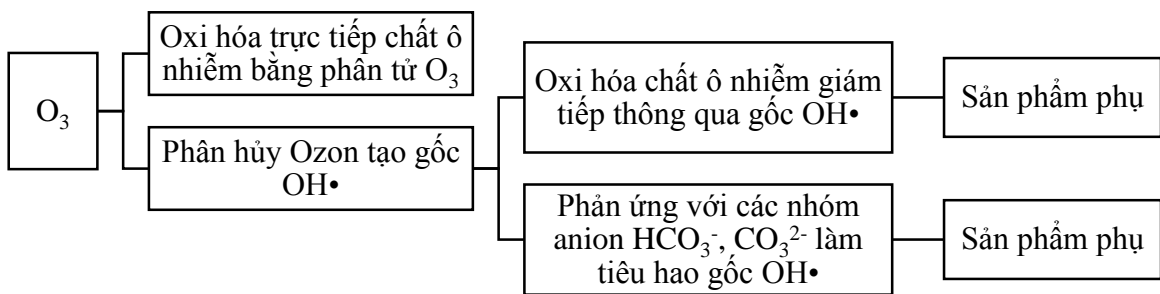 O₃
Oxi hóa trực tiếp chất ô
nhiễm bằng phân tử O₃
Phân hủy Ozon tạo gốc
OH•
Oxi hóa chất ô nhiễm giám
tiếp thông qua gốc OH•
Sản phẩm phụ
Phản ứng với các nhóm
anion HCO₃⁻, CO₃²⁻ làm
tiêu hao gốc OH•
Sản phẩm phụ